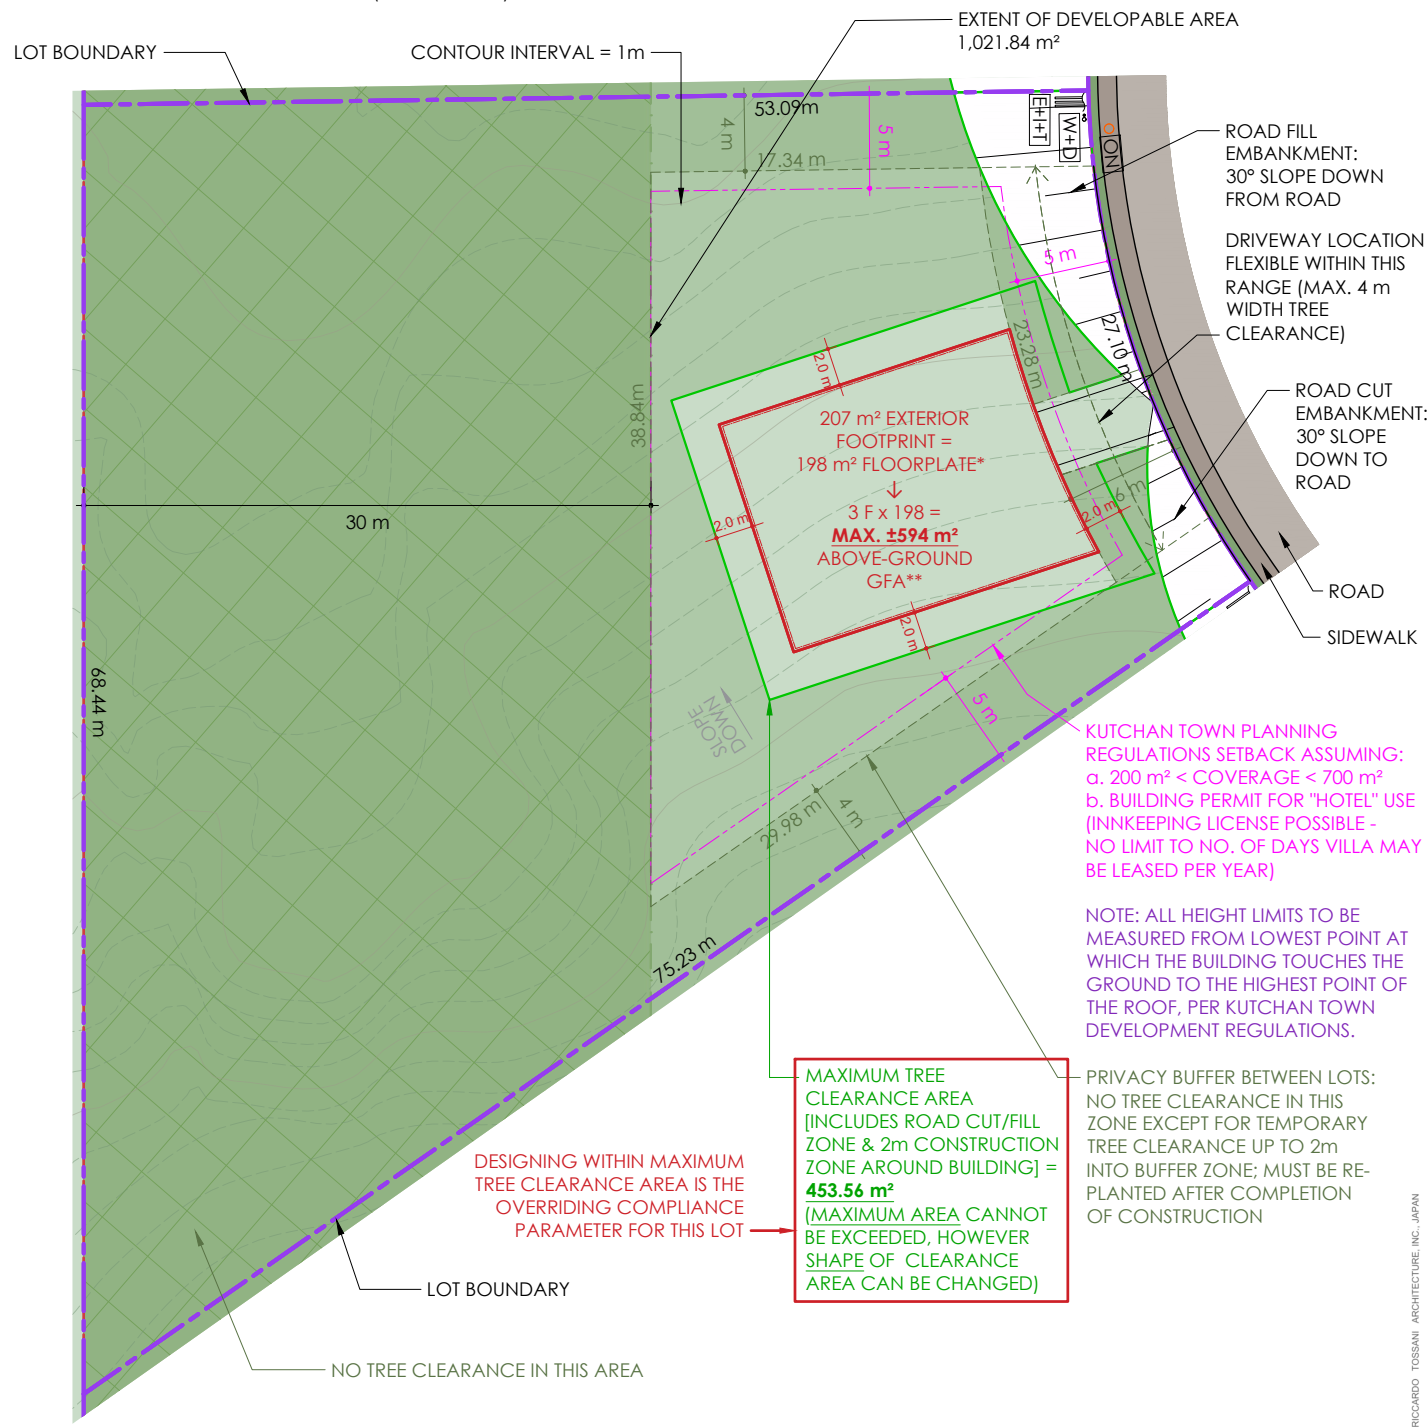 EXTENT OF DEVELOPABLE AREA
1,021.84 m²
LOT BOUNDARY
CONTOUR INTERVAL = 1m
53.09m
4 m
5 m
17.34 m
E+I+T
W+D
NO
ROAD FILL
EMBANKMENT:
30° SLOPE DOWN
FROM ROAD
DRIVEWAY LOCATION
FLEXIBLE WITHIN THIS
RANGE (MAX. 4 m
WIDTH TREE
CLEARANCE)
5 m
27.10 m
23.28 m
38.84m
2.0 m
207 m² EXTERIOR
FOOTPRINT =
198 m² FLOORPLATE*
↓
3 F x 198 =
MAX. ±594 m²
ABOVE-GROUND
GFA**
2.0 m
2.0 m
6 m
2.0 m
ROAD CUT
EMBANKMENT:
30° SLOPE
DOWN TO
ROAD
30 m
ROAD
SIDEWALK
68.44 m
SLOPE
DOWN
5 m
29.98 m
4 m
75.23 m
KUTCHAN TOWN PLANNING
REGULATIONS SETBACK ASSUMING:
a. 200 m² < COVERAGE < 700 m²
b. BUILDING PERMIT FOR "HOTEL" USE
(INNKEEPING LICENSE POSSIBLE -
NO LIMIT TO NO. OF DAYS VILLA MAY
BE LEASED PER YEAR)
NOTE: ALL HEIGHT LIMITS TO BE
MEASURED FROM LOWEST POINT AT
WHICH THE BUILDING TOUCHES THE
GROUND TO THE HIGHEST POINT OF
THE ROOF, PER KUTCHAN TOWN
DEVELOPMENT REGULATIONS.
MAXIMUM TREE
CLEARANCE AREA
[INCLUDES ROAD CUT/FILL
ZONE & 2m CONSTRUCTION
ZONE AROUND BUILDING] =
453.56 m²
(MAXIMUM AREA CANNOT
BE EXCEEDED, HOWEVER
SHAPE OF CLEARANCE
AREA CAN BE CHANGED)
PRIVACY BUFFER BETWEEN LOTS:
NO TREE CLEARANCE IN THIS
ZONE EXCEPT FOR TEMPORARY
TREE CLEARANCE UP TO 2m
INTO BUFFER ZONE; MUST BE RE-
PLANTED AFTER COMPLETION
OF CONSTRUCTION
DESIGNING WITHIN MAXIMUM
TREE CLEARANCE AREA IS THE
OVERRIDING COMPLIANCE
PARAMETER FOR THIS LOT
LOT BOUNDARY
NO TREE CLEARANCE IN THIS AREA
RICCARDO TOSSANI ARCHITECTURE, INC., JAPAN